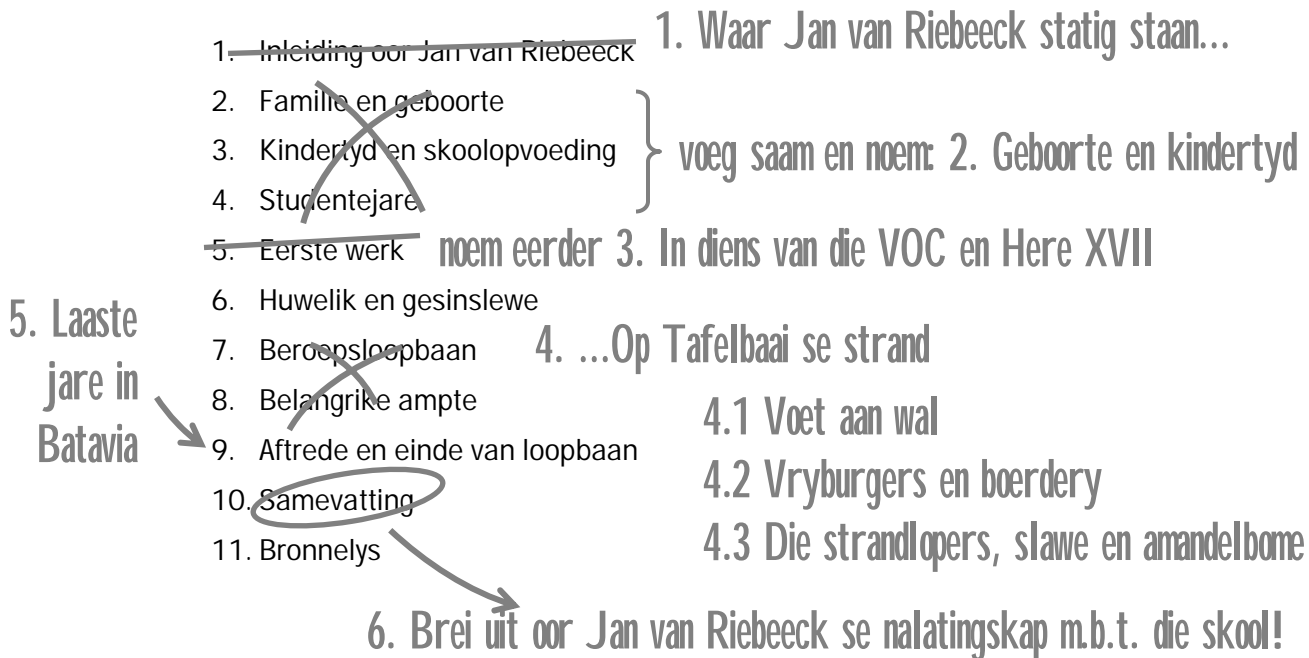 1. Inleiding oor Jan van Riebeeck
1. Waar Jan van Riebeeck statig staan...
2. Familie en geboorte
3. Kindertyd en skoolopvoeding
4. Studentejare
voeg saam en noem: 2. Geboorte en kindertyd
5. Eerste werk
noem eerder 3. In diens van die VOC en Here XVII
6. Huwelik en gesinslewe
7. Beroepsloopbaan
4. ...Op Tafelbaai se strand
8. Belangrike ampte
4.1 Voet aan wal
5. Laaste
jare in
Batavia
9. Aftrede en einde van loopbaan
4.2 Vryburgers en boerdery
10. Samevatting
4.3 Die strandlopers, slawe en amandelbome
11. Bronnelys
6. Brei uit oor Jan van Riebeeck se nalatingskap m.b.t. die skool!